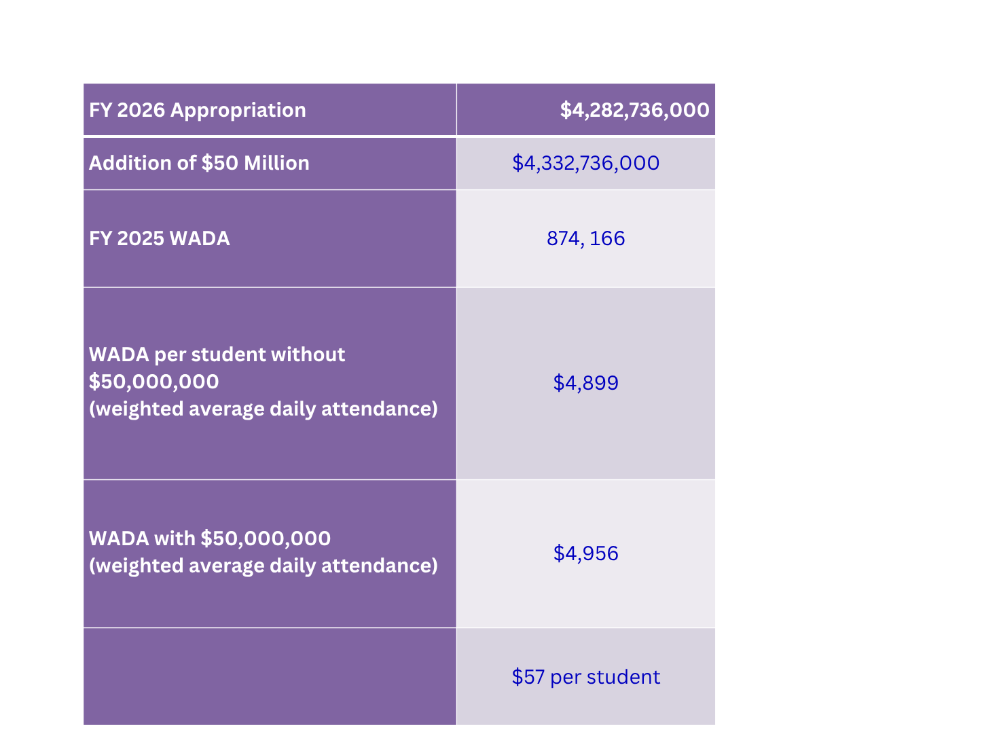 FY 2026 Appropriation $4,282,736,000
Addition of $50 Million $4,332,736,000
FY 2025 WADA 874, 166
WADA per student without
$50,000,000
(weighted average daily attendance)
$4,899
WADA with $50,000,000
(weighted average daily attendance)
$4,956
$57 per student